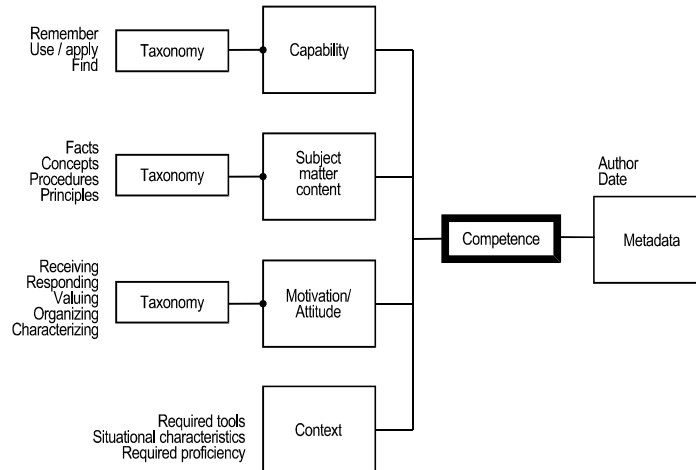 Remember
Use / apply
Find
Taxonomy
Capability
Facts
Concepts
Procedures
Principles
Taxonomy
Subject
matter
content
Author
Date
Competence
Metadata
Receiving
Responding
Valuing
Organizing
Characterizing
Taxonomy
Motivation/
Attitude
Required tools
Situational characteristics
Required proficiency
Context